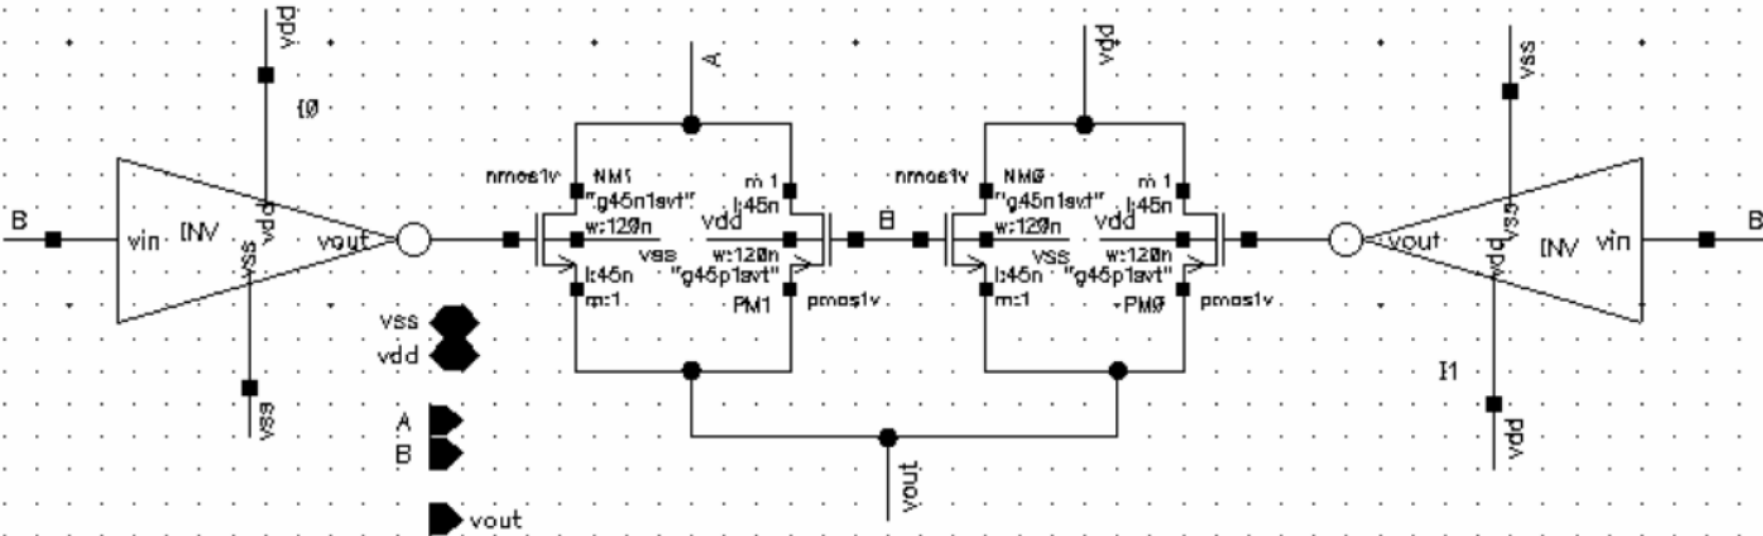 vdd
I0
B
vin
INV
vdd
vss
vout
vss
A
nmos1v
NM1
"g45n1svt"
w:120n
vss
l:45n
m:1
m:1
l:45n
vdd
w:120n
"g45p1svt"
PM1
pmos1v
B
vdd
nmos1v
NM0
"g45n1svt"
w:120n
vss
l:45n
m:1
m:1
l:45n
vdd
w:120n
"g45p1svt"
PM0
pmos1v
vss
vout
vss
vdd
INV
vin
B
I1
vdd
vss
vdd
A
B
vout
vout